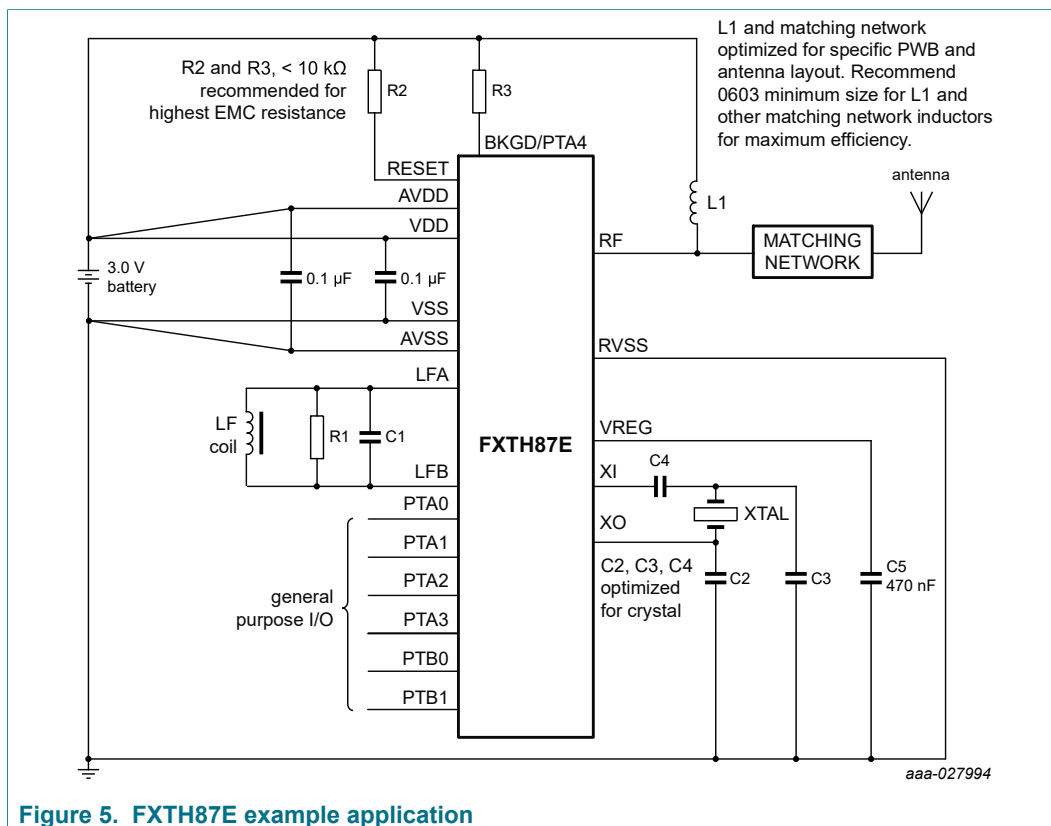 L1 and matching network
optimized for specific PWB and
antenna layout. Recommend
0603 minimum size for L1 and
other matching network inductors
for maximum efficiency.
R2 and R3, < 10 kΩ
recommended for
highest EMC resistance
R2
R3
BKGD/PTA4
RESET
AVDD
VDD
3.0 V
battery
0.1 µF
0.1 µF
VSS
AVSS
LFA
LF
coil
R1
C1
LFB
PTA0
PTA1
PTA2
PTA3
PTB0
PTB1
general
purpose I/O
FXTH87E
antenna
L1
RF
MATCHING
NETWORK
RVSS
VREG
XI
C4
XO
XTAL
C2, C3, C4
optimized
for crystal
C2
C3
C5
470 nF
aaa-027994
Figure 5. FXTH87E example application